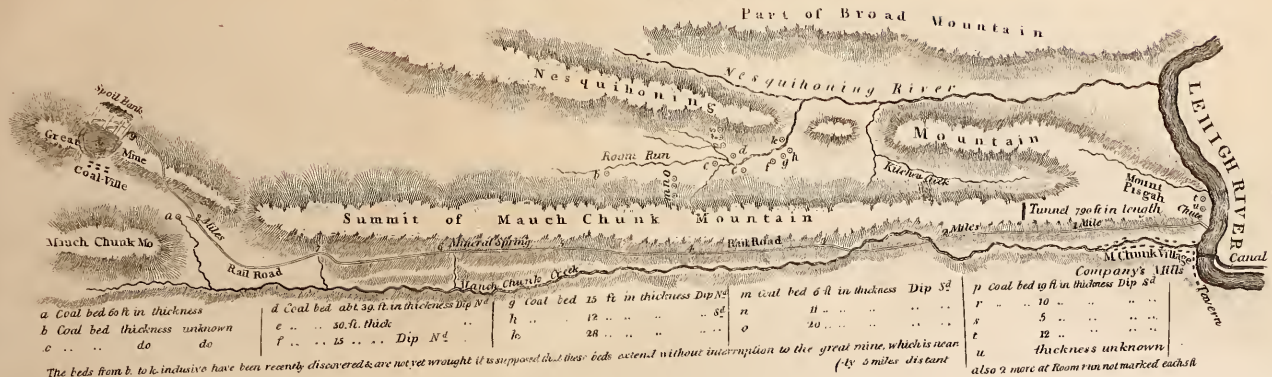 Part of Broad Mountain
Nesquihoning River
Nesquihoning
Mountain
LEHIGH RIVER
Spoil Bank
Great Mine
Coal-Ville
Room Run
b
c
d
e
f
g
h
k
Kitchen Creek
Mount Pisgah
t
u
Chute
Summit of Mauch Chunk Mountain
Tunnel 790 ft in length
a
Miles
Mauch Chunk Mo
Rail Road
6 Mineral Spring
Rail Road
2 Miles
1 Mile
Mauch Chunk Creek
M. Chunk Village
Canal
Company's Mills
Tavern
a Coal bed 60 ft in thickness
b Coal bed thickness unknown
c .. .. do do
d Coal bed abt. 39. ft. in thickness Dip Nd
e .. .. 50. ft. thick ..
f .. .. 15 .. .. Dip Nd .
g Coal bed 15 ft in thickness Dip Nd
h .. .. 12 .. .. .. Sd
k .. .. 28 .. .. .. ..
m Coal bed 6 ft in thickness Dip Sd
n .. .. 11 .. .. .. ..
o .. .. 20 .. .. .. ..
p Coal bed 19 ft in thickness Dip Sd
r .. .. 10 .. .. .. ..
s .. .. 5 .. .. .. ..
t .. .. 12 .. .. .. ..
u thickness unknown
The beds from b. to k. inclusive have been recently discovered & are not yet wrought it is supposed that these beds extend without interruption to the great mine, which is near
(-ly 5 miles distant
also 2 more at Room run not marked each 5 ft